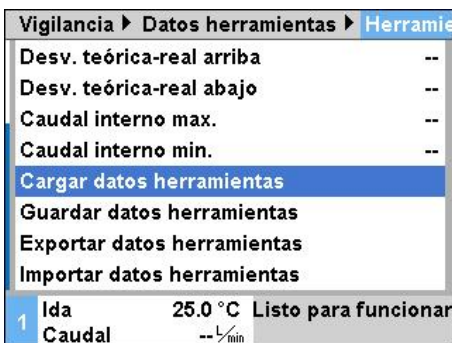 Vigilancia Datos herramientas
Desv. teórica-real arriba --
Desv. teórica-real abajo --
Caudal interno max. --
Caudal interno min. --
Cargar datos herramientas
Guardar datos herramientas
Exportar datos herramientas
Importar datos herramientas
1 Ida 25.0 °C Listo para funcionar
Caudal -- L/min